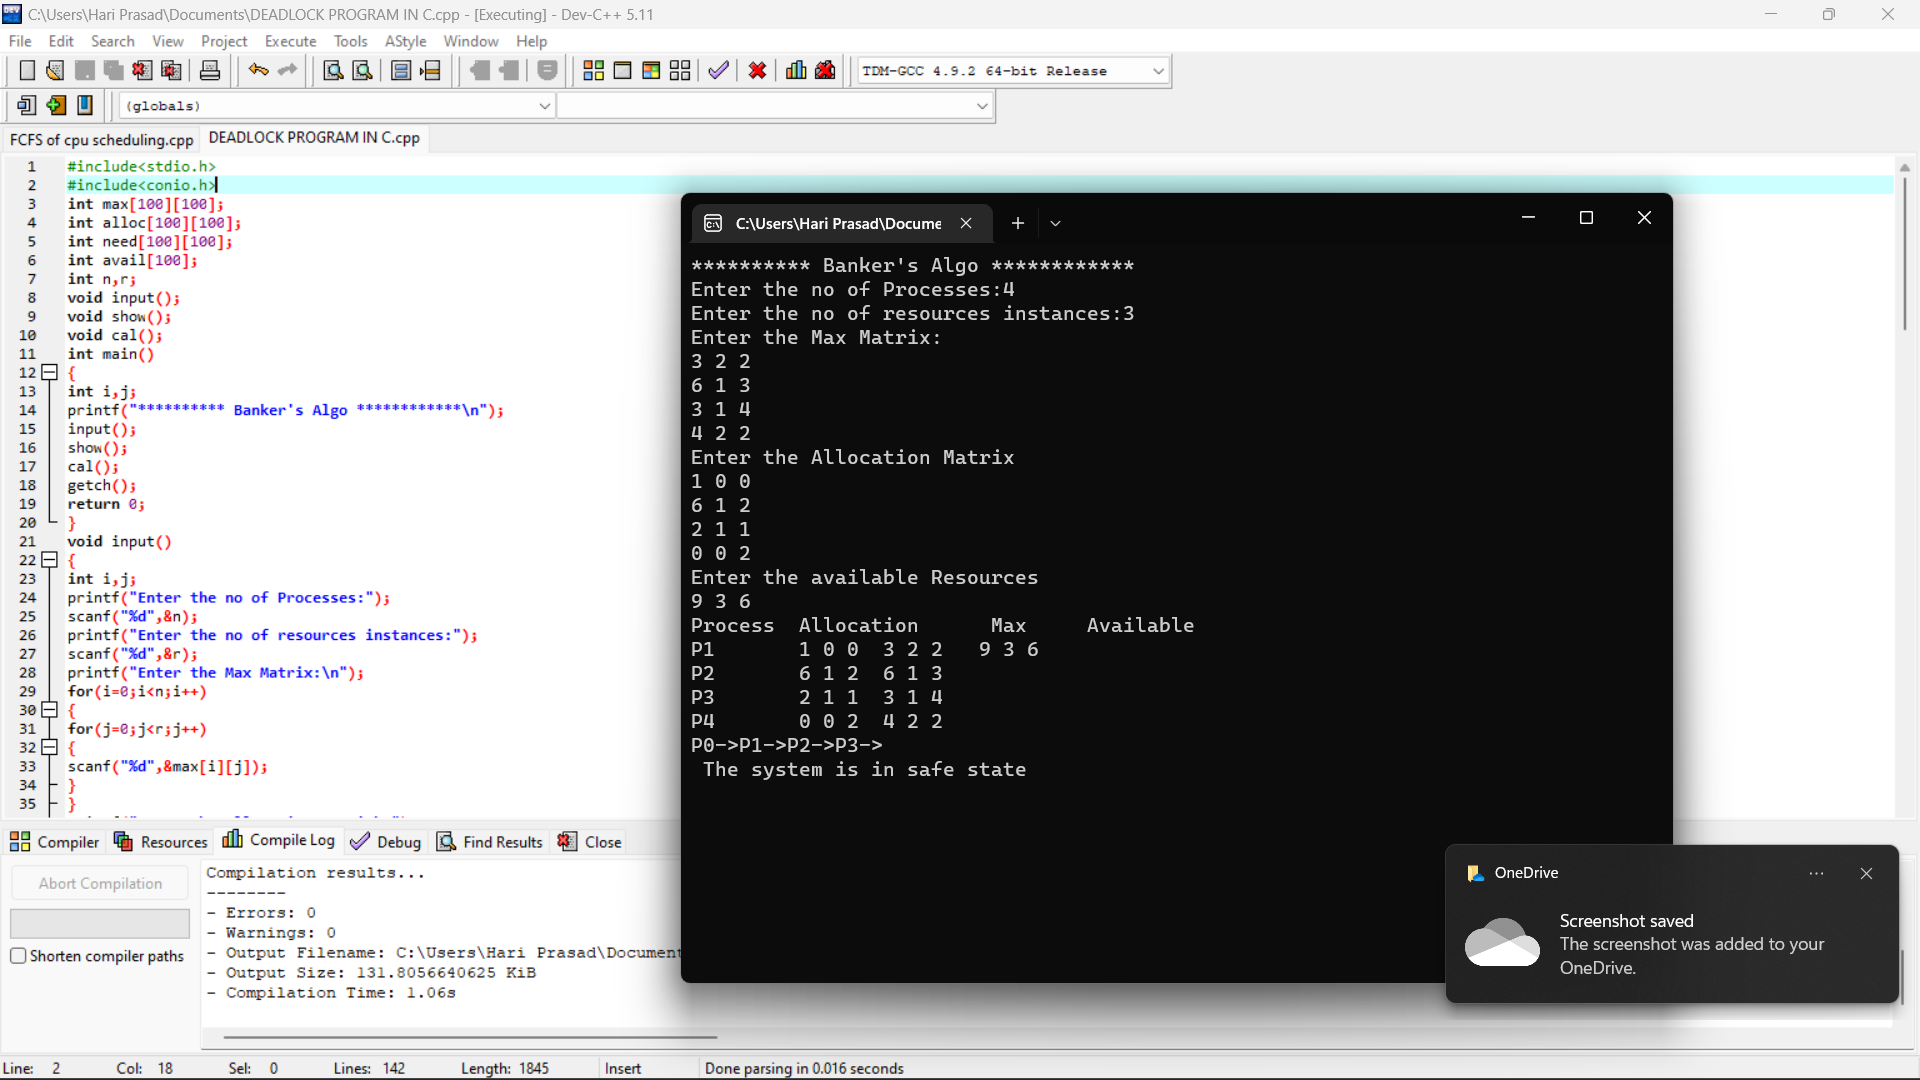 C:\Users\Hari Prasad\Documents\DEADLOCK PROGRAM IN C.cpp - [Executing] - Dev-C++ 5.11
File Edit Search View Project Execute Tools AStyle Window Help
TDM-GCC 4.9.2 64-bit Release
(globals)
FCFS of cpu scheduling.cpp DEADLOCK PROGRAM IN C.cpp
1 #include<stdio.h>
2 #include<conio.h>
3 int max[100][100];
4 int alloc[100][100];
5 int need[100][100];
6 int avail[100];
7 int n,r;
8 void input();
9 void show();
10 void cal();
11 int main()
12 {
13 int i,j;
14 printf("********** Banker's Algo ************\n");
15 input();
16 show();
17 cal();
18 getch();
19 return 0;
20 }
21 void input()
22 {
23 int i,j;
24 printf("Enter the no of Processes:");
25 scanf("%d",&n);
26 printf("Enter the no of resources instances:");
27 scanf("%d",&r);
28 printf("Enter the Max Matrix:\n");
29 for(i=0;i<n;i++)
30 {
31 for(j=0;j<r;j++)
32 {
33 scanf("%d",&max[i][j]);
34 }
35 }
C:\Users\Hari Prasad\Docume
********** Banker's Algo ************
Enter the no of Processes:4
Enter the no of resources instances:3
Enter the Max Matrix:
3 2 2
6 1 3
3 1 4
4 2 2
Enter the Allocation Matrix
1 0 0
6 1 2
2 1 1
0 0 2
Enter the available Resources
9 3 6
Process Allocation Max Available
P1 1 0 0 3 2 2 9 3 6
P2 6 1 2 6 1 3
P3 2 1 1 3 1 4
P4 0 0 2 4 2 2
P0->P1->P2->P3->
The system is in safe state
Compiler Resources Compile Log Debug Find Results Close
Abort Compilation
Shorten compiler paths
Compilation results...
--------
- Errors: 0
- Warnings: 0
- Output Filename: C:\Users\Hari Prasad\Document
- Output Size: 131.8056640625 KiB
- Compilation Time: 1.06s
OneDrive
Screenshot saved
The screenshot was added to your
OneDrive.
Line: 2 Col: 18 Sel: 0 Lines: 142 Length: 1845 Insert Done parsing in 0.016 seconds